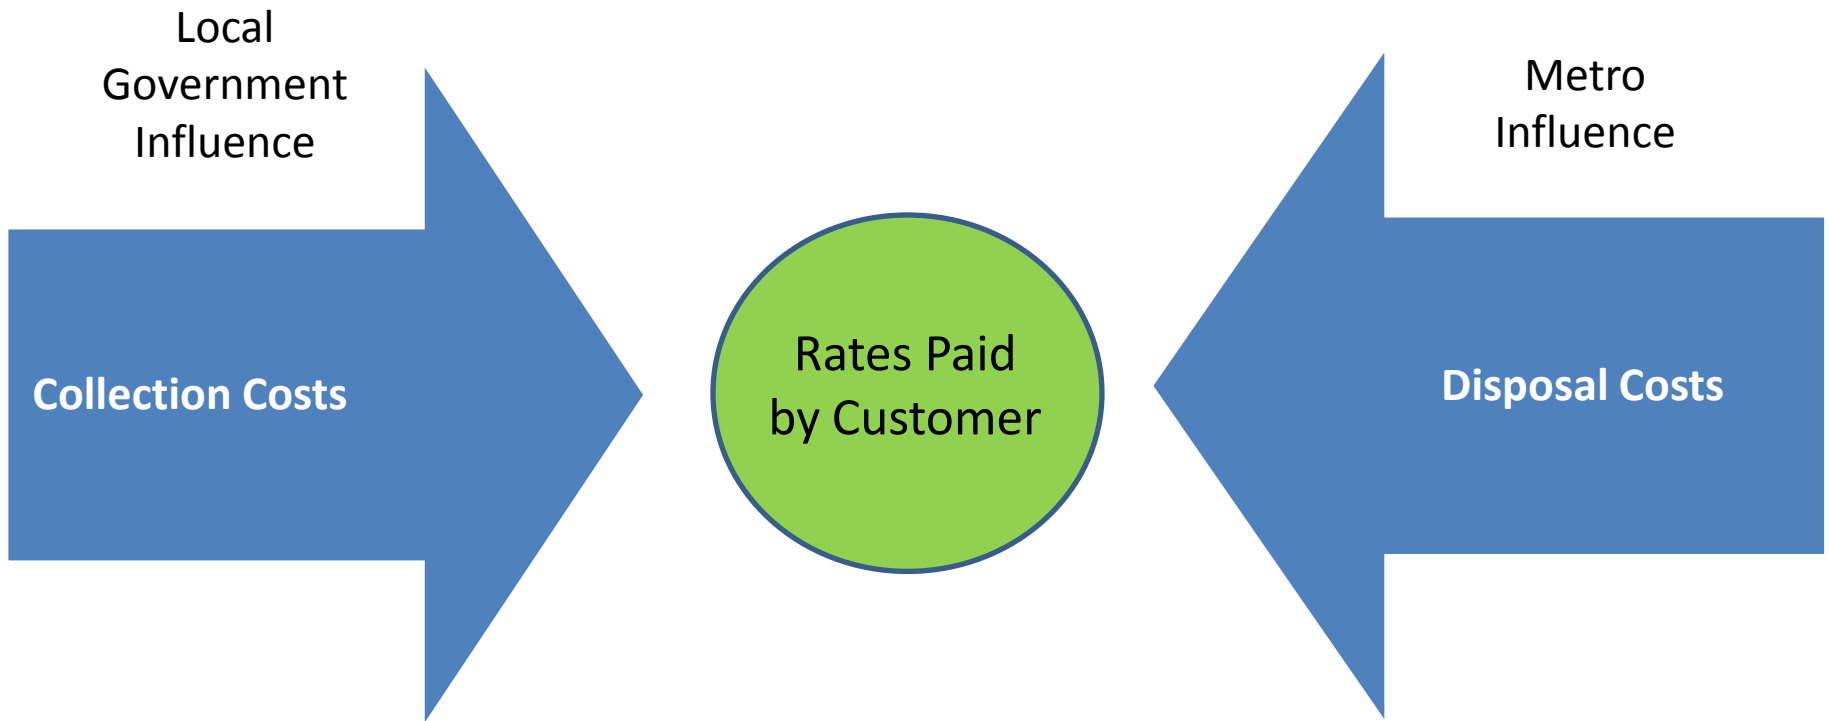 Local
Government
Influence
Metro
Influence
Collection Costs
Rates Paid
by Customer
Disposal Costs